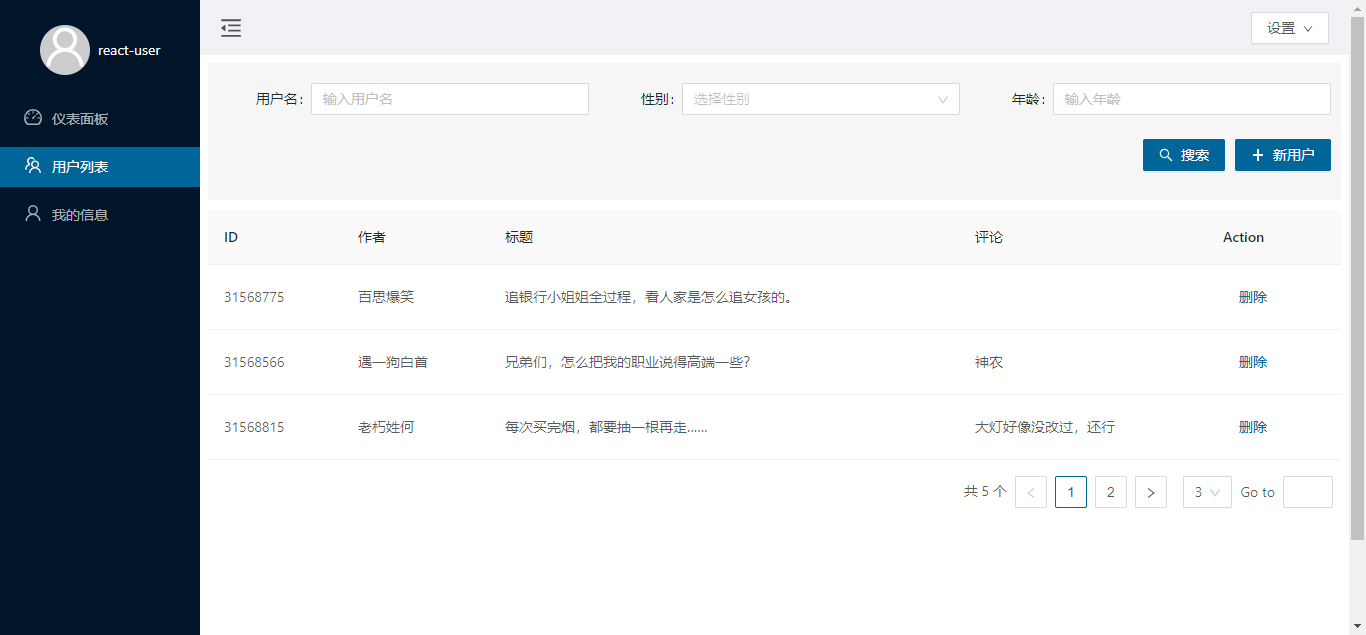 react-user
仪表面板
用户列表
我的信息
设置
用户名: 输入用户名 性别: 选择性别 年龄: 输入年龄
搜索 新用户
ID 作者 标题 评论 Action
31568775 百思爆笑 追银行小姐姐全过程，看人家是怎么追女孩的。 删除
31568566 遇一狗白首 兄弟们，怎么把我的职业说得高端一些？ 神农 删除
31568815 老朽姓何 每次买完烟，都要抽一根再走…… 大灯好像没改过，还行 删除
共 5 个 < 1 2 > 3 Go to